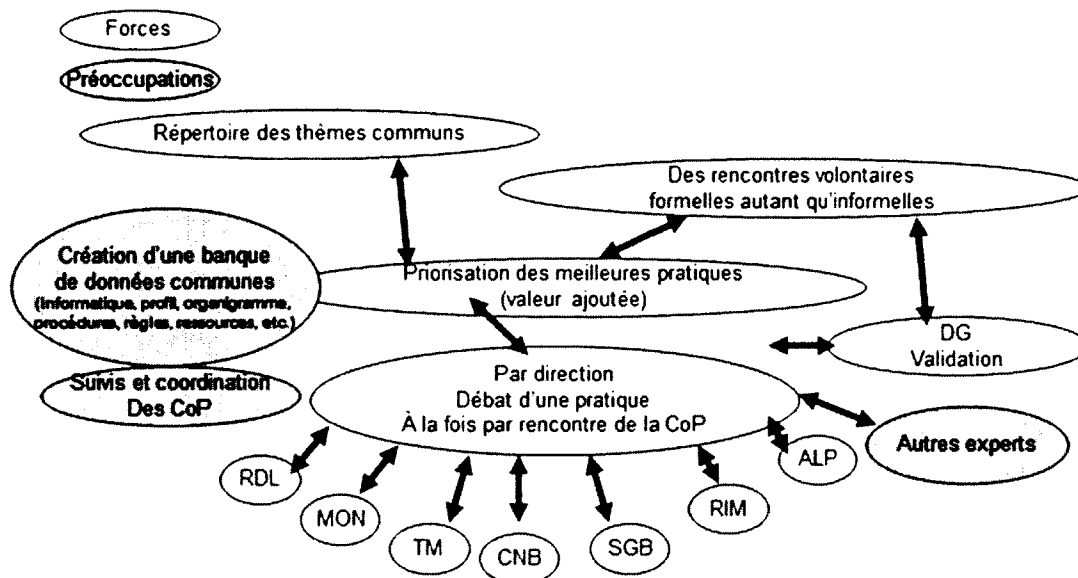 Forces
Préoccupations
Répertoire des thèmes communs
Des rencontres volontaires
formelles autant qu'informelles
Création d'une banque
de données communes
(Informatique, profil, organigramme,
procédures, règles, ressources, etc.)
Priorisation des meilleures pratiques
(valeur ajoutée)
DG
Validation
Suivis et coordination
Des CoP
Par direction
Débat d'une pratique
À la fois par rencontre de la CoP
Autres experts
RDL
MON
TM
CNB
SGB
RIM
ALP